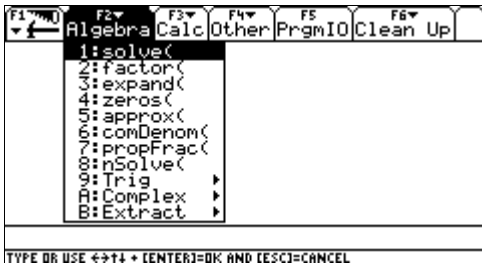 F1 F2 F3 F4 F5 F6
Algebra Calc Other PrgmIO Clean Up
1:solve(
2:factor(
3:expand(
4:zeros(
5:approx(
6:comDenom(
7:propFrac(
8:nSolve(
9:Trig
A:Complex
B:Extract
TYPE OR USE ←→↑↓ + [ENTER]=OK AND [ESC]=CANCEL